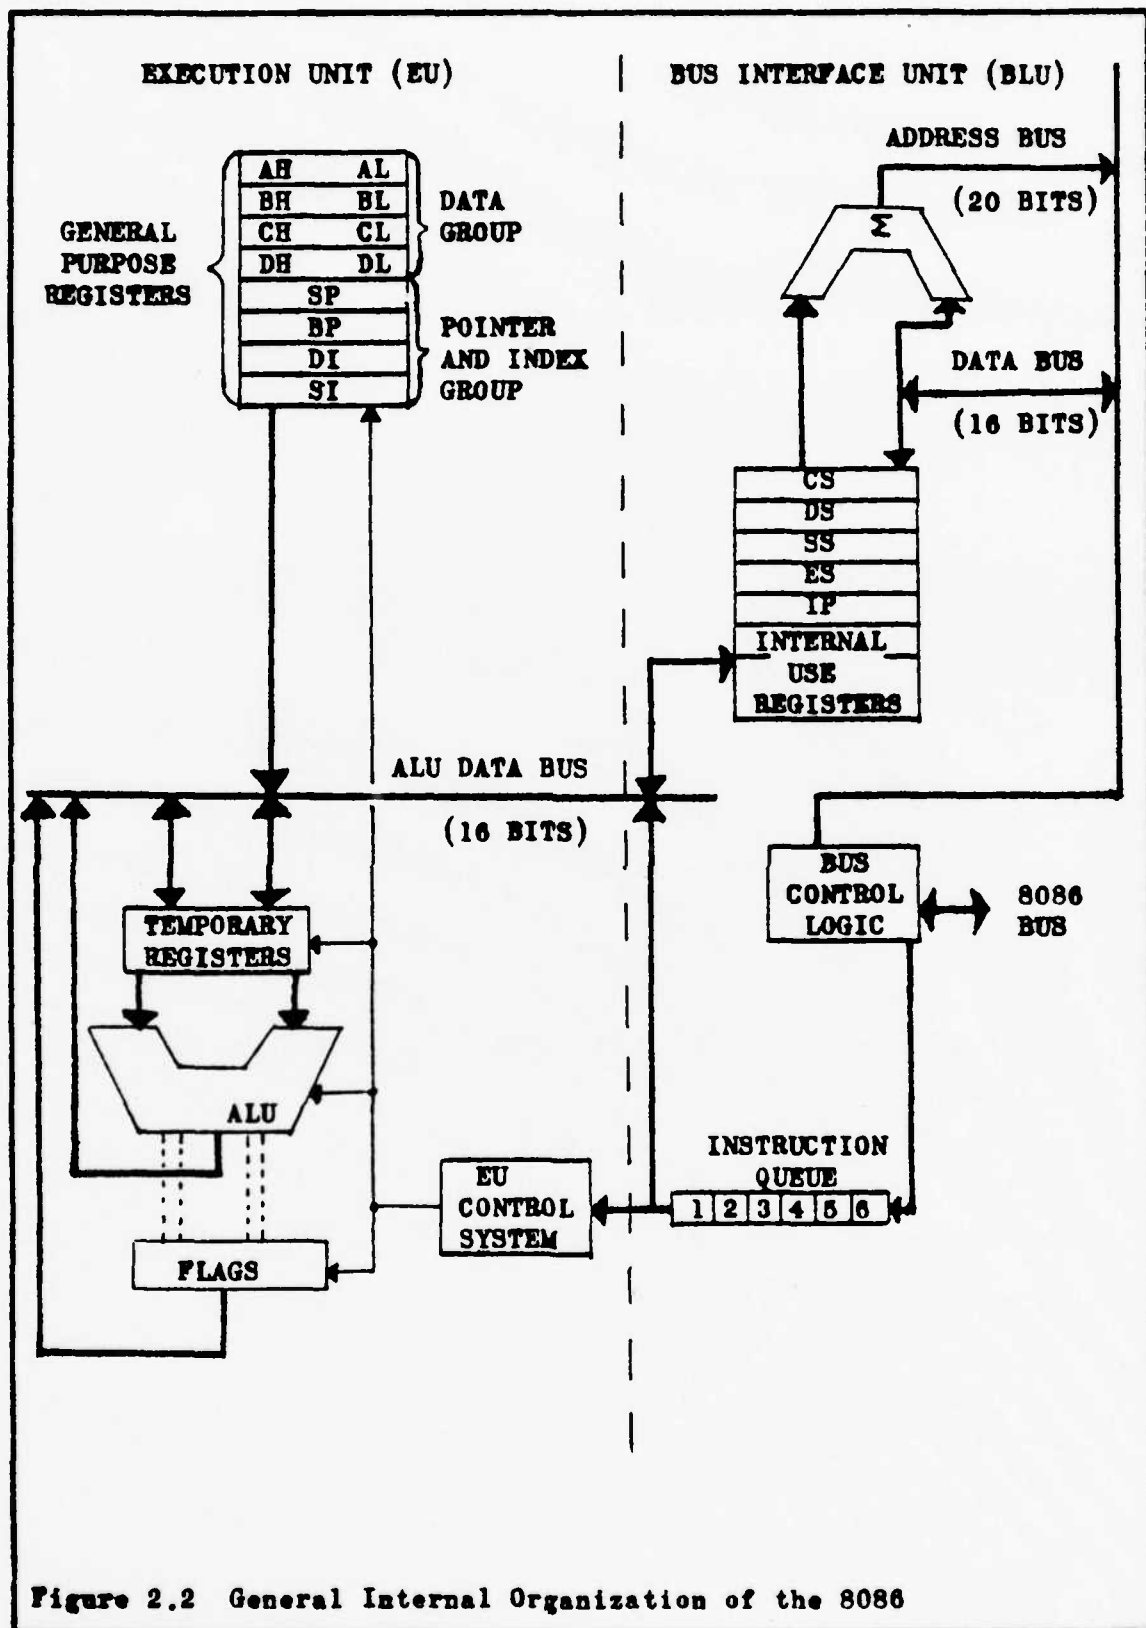 EXECUTION UNIT (EU)
BUS INTERFACE UNIT (BLU)
ADDRESS BUS
(20 BITS)
Σ
AH AL
BH BL
CH CL
DH DL
SP
BP
DI
SI
GENERAL
PURPOSE
REGISTERS
DATA
GROUP
POINTER
AND INDEX
GROUP
DATA BUS
(16 BITS)
CS
DS
SS
ES
IP
INTERNAL
USE
REGISTERS
ALU DATA BUS
(16 BITS)
BUS
CONTROL
LOGIC
8086
BUS
TEMPORARY
REGISTERS
ALU
INSTRUCTION
QUEUE
1 2 3 4 5 6
EU
CONTROL
SYSTEM
FLAGS
Figure 2.2 General Internal Organization of the 8086